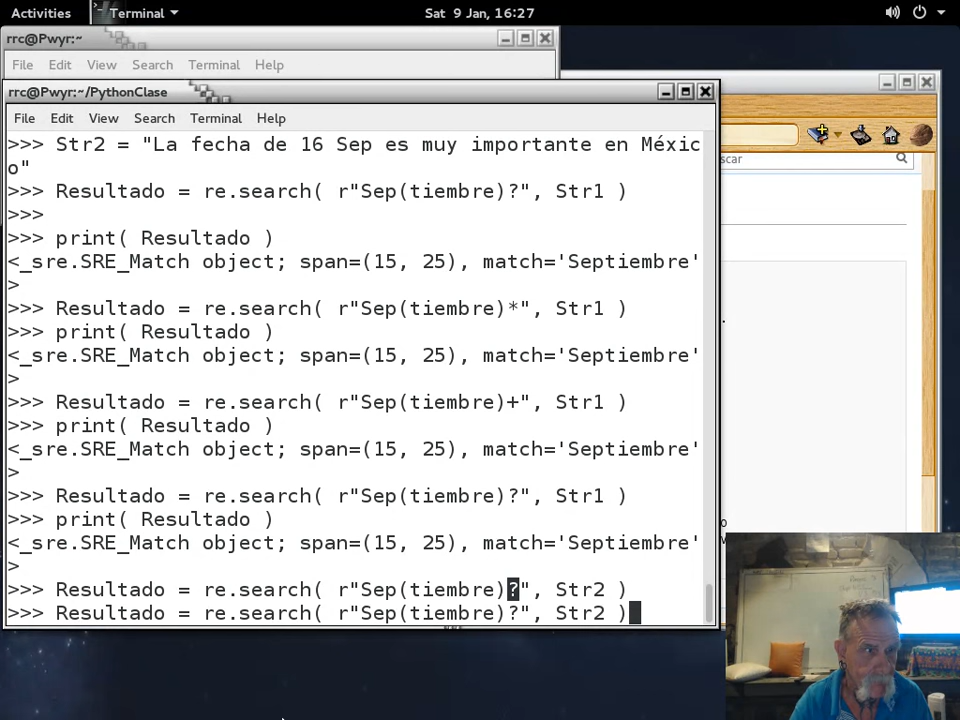 Activities Terminal Sat 9 Jan, 16:27
rrc@Pwyr:~
File Edit View Search Terminal Help
rrc@Pwyr:~/PythonClase
File Edit View Search Terminal Help
scar
>>> Str2 = "La fecha de 16 Sep es muy importante en Méxic
o"
>>> Resultado = re.search( r"Sep(tiembre)?", Str1 )
>>>
>>> print( Resultado )
<_sre.SRE_Match object; span=(15, 25), match='Septiembre'
>
>>> Resultado = re.search( r"Sep(tiembre)*", Str1 )
>>> print( Resultado )
<_sre.SRE_Match object; span=(15, 25), match='Septiembre'
>
>>> Resultado = re.search( r"Sep(tiembre)+", Str1 )
>>> print( Resultado )
<_sre.SRE_Match object; span=(15, 25), match='Septiembre'
>
>>> Resultado = re.search( r"Sep(tiembre)?", Str1 )
>>> print( Resultado )
<_sre.SRE_Match object; span=(15, 25), match='Septiembre'
>
>>> Resultado = re.search( r"Sep(tiembre)?", Str2 )
>>> Resultado = re.search( r"Sep(tiembre)?", Str2 )